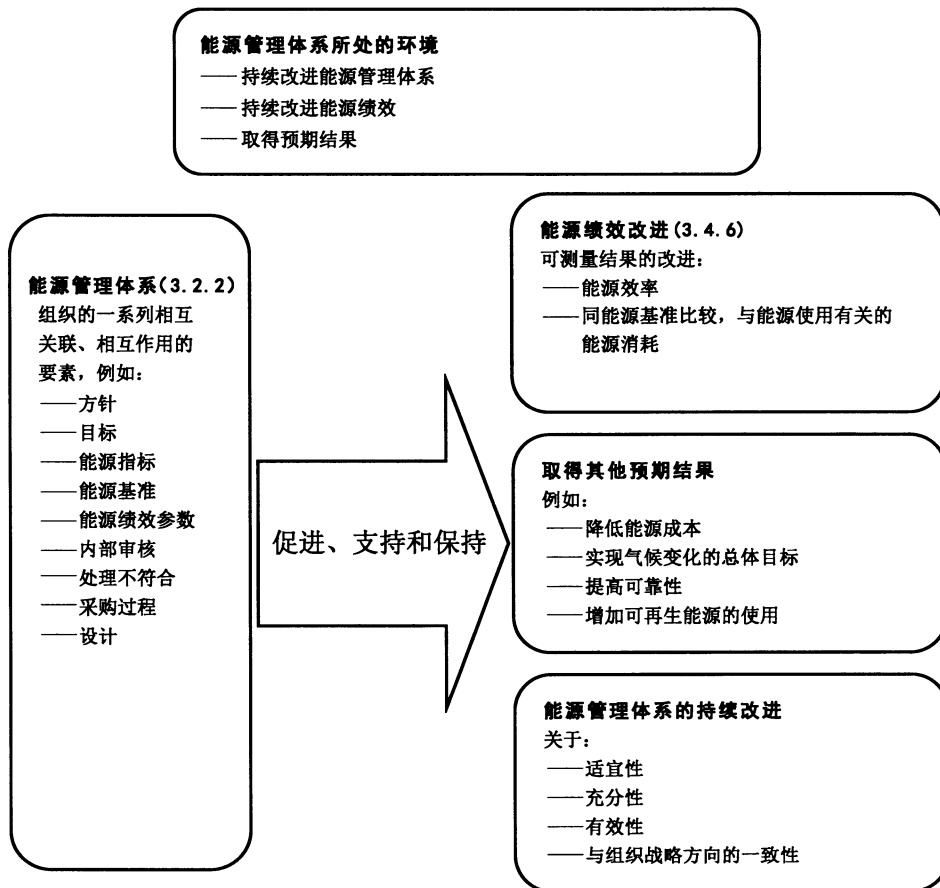 能源管理体系所处的环境
——持续改进能源管理体系
——持续改进能源绩效
——取得预期结果
能源管理体系(3.2.2)
组织的一系列相互
关联、相互作用的
要素，例如：
——方针
——目标
——能源指标
——能源基准
——能源绩效参数
——内部审核
——处理不符合
——采购过程
——设计
促进、支持和保持
能源绩效改进(3.4.6)
可测量结果的改进：
——能源效率
——同能源基准比较，与能源使用有关的
能源消耗
取得其他预期结果
例如：
——降低能源成本
——实现气候变化的总体目标
——提高可靠性
——增加可再生能源的使用
能源管理体系的持续改进
关于：
——适宜性
——充分性
——有效性
——与组织战略方向的一致性